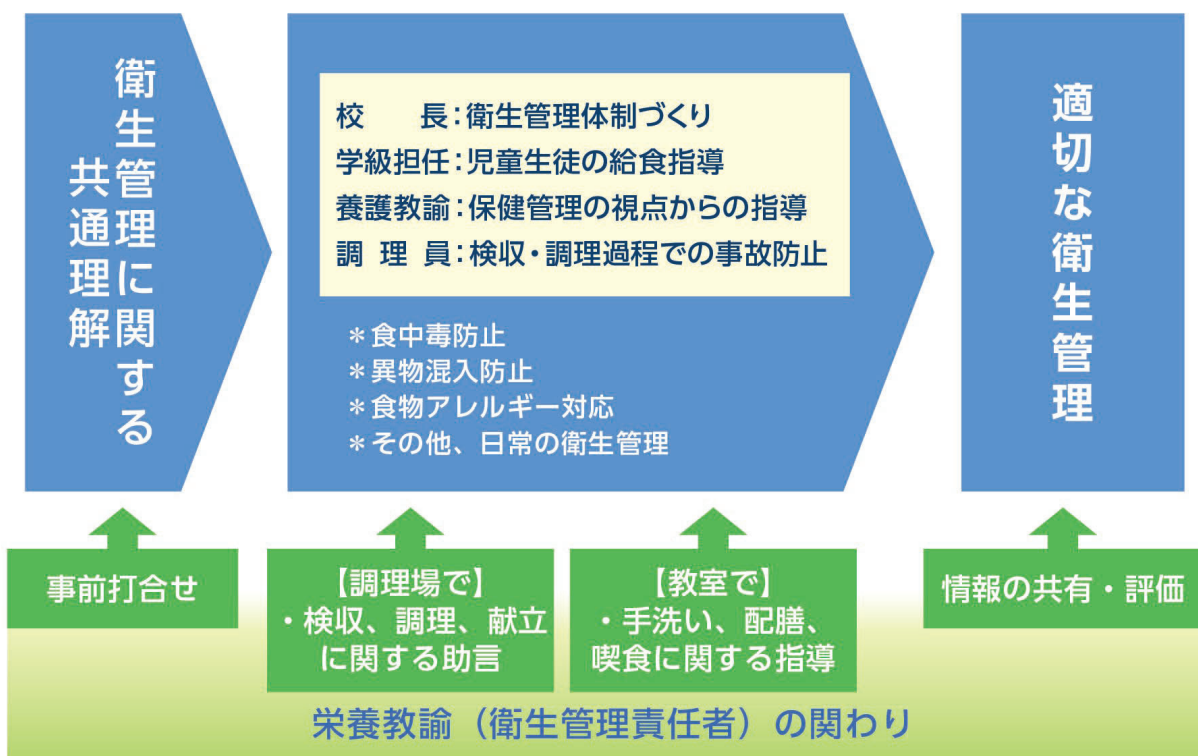 衛生管理に関する
共通理解
校　　長：衛生管理体制づくり
学級担任：児童生徒の給食指導
養護教諭：保健管理の視点からの指導
調 理 員：検収・調理過程での事故防止
＊食中毒防止
＊異物混入防止
＊食物アレルギー対応
＊その他、日常の衛生管理
適切な衛生管理
事前打合せ
【調理場で】
・検収、調理、献立
に関する助言
【教室で】
・手洗い、配膳、
喫食に関する指導
情報の共有・評価
栄養教諭（衛生管理責任者）の関わり